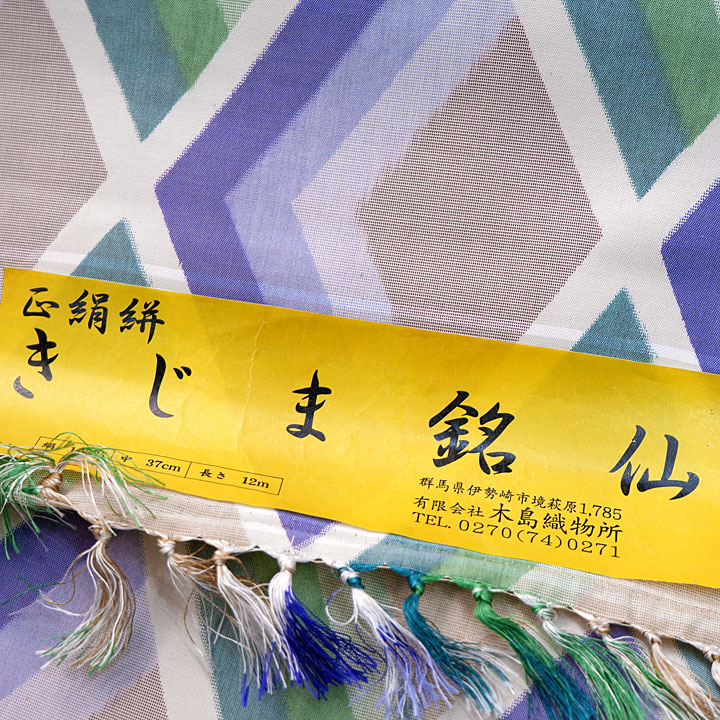 正絹絣
きじま銘仙
巾 37cm 長さ 12m
群馬県伊勢崎市境萩原1,785
有限会社 木島織物所
TEL. 0270(74)0271